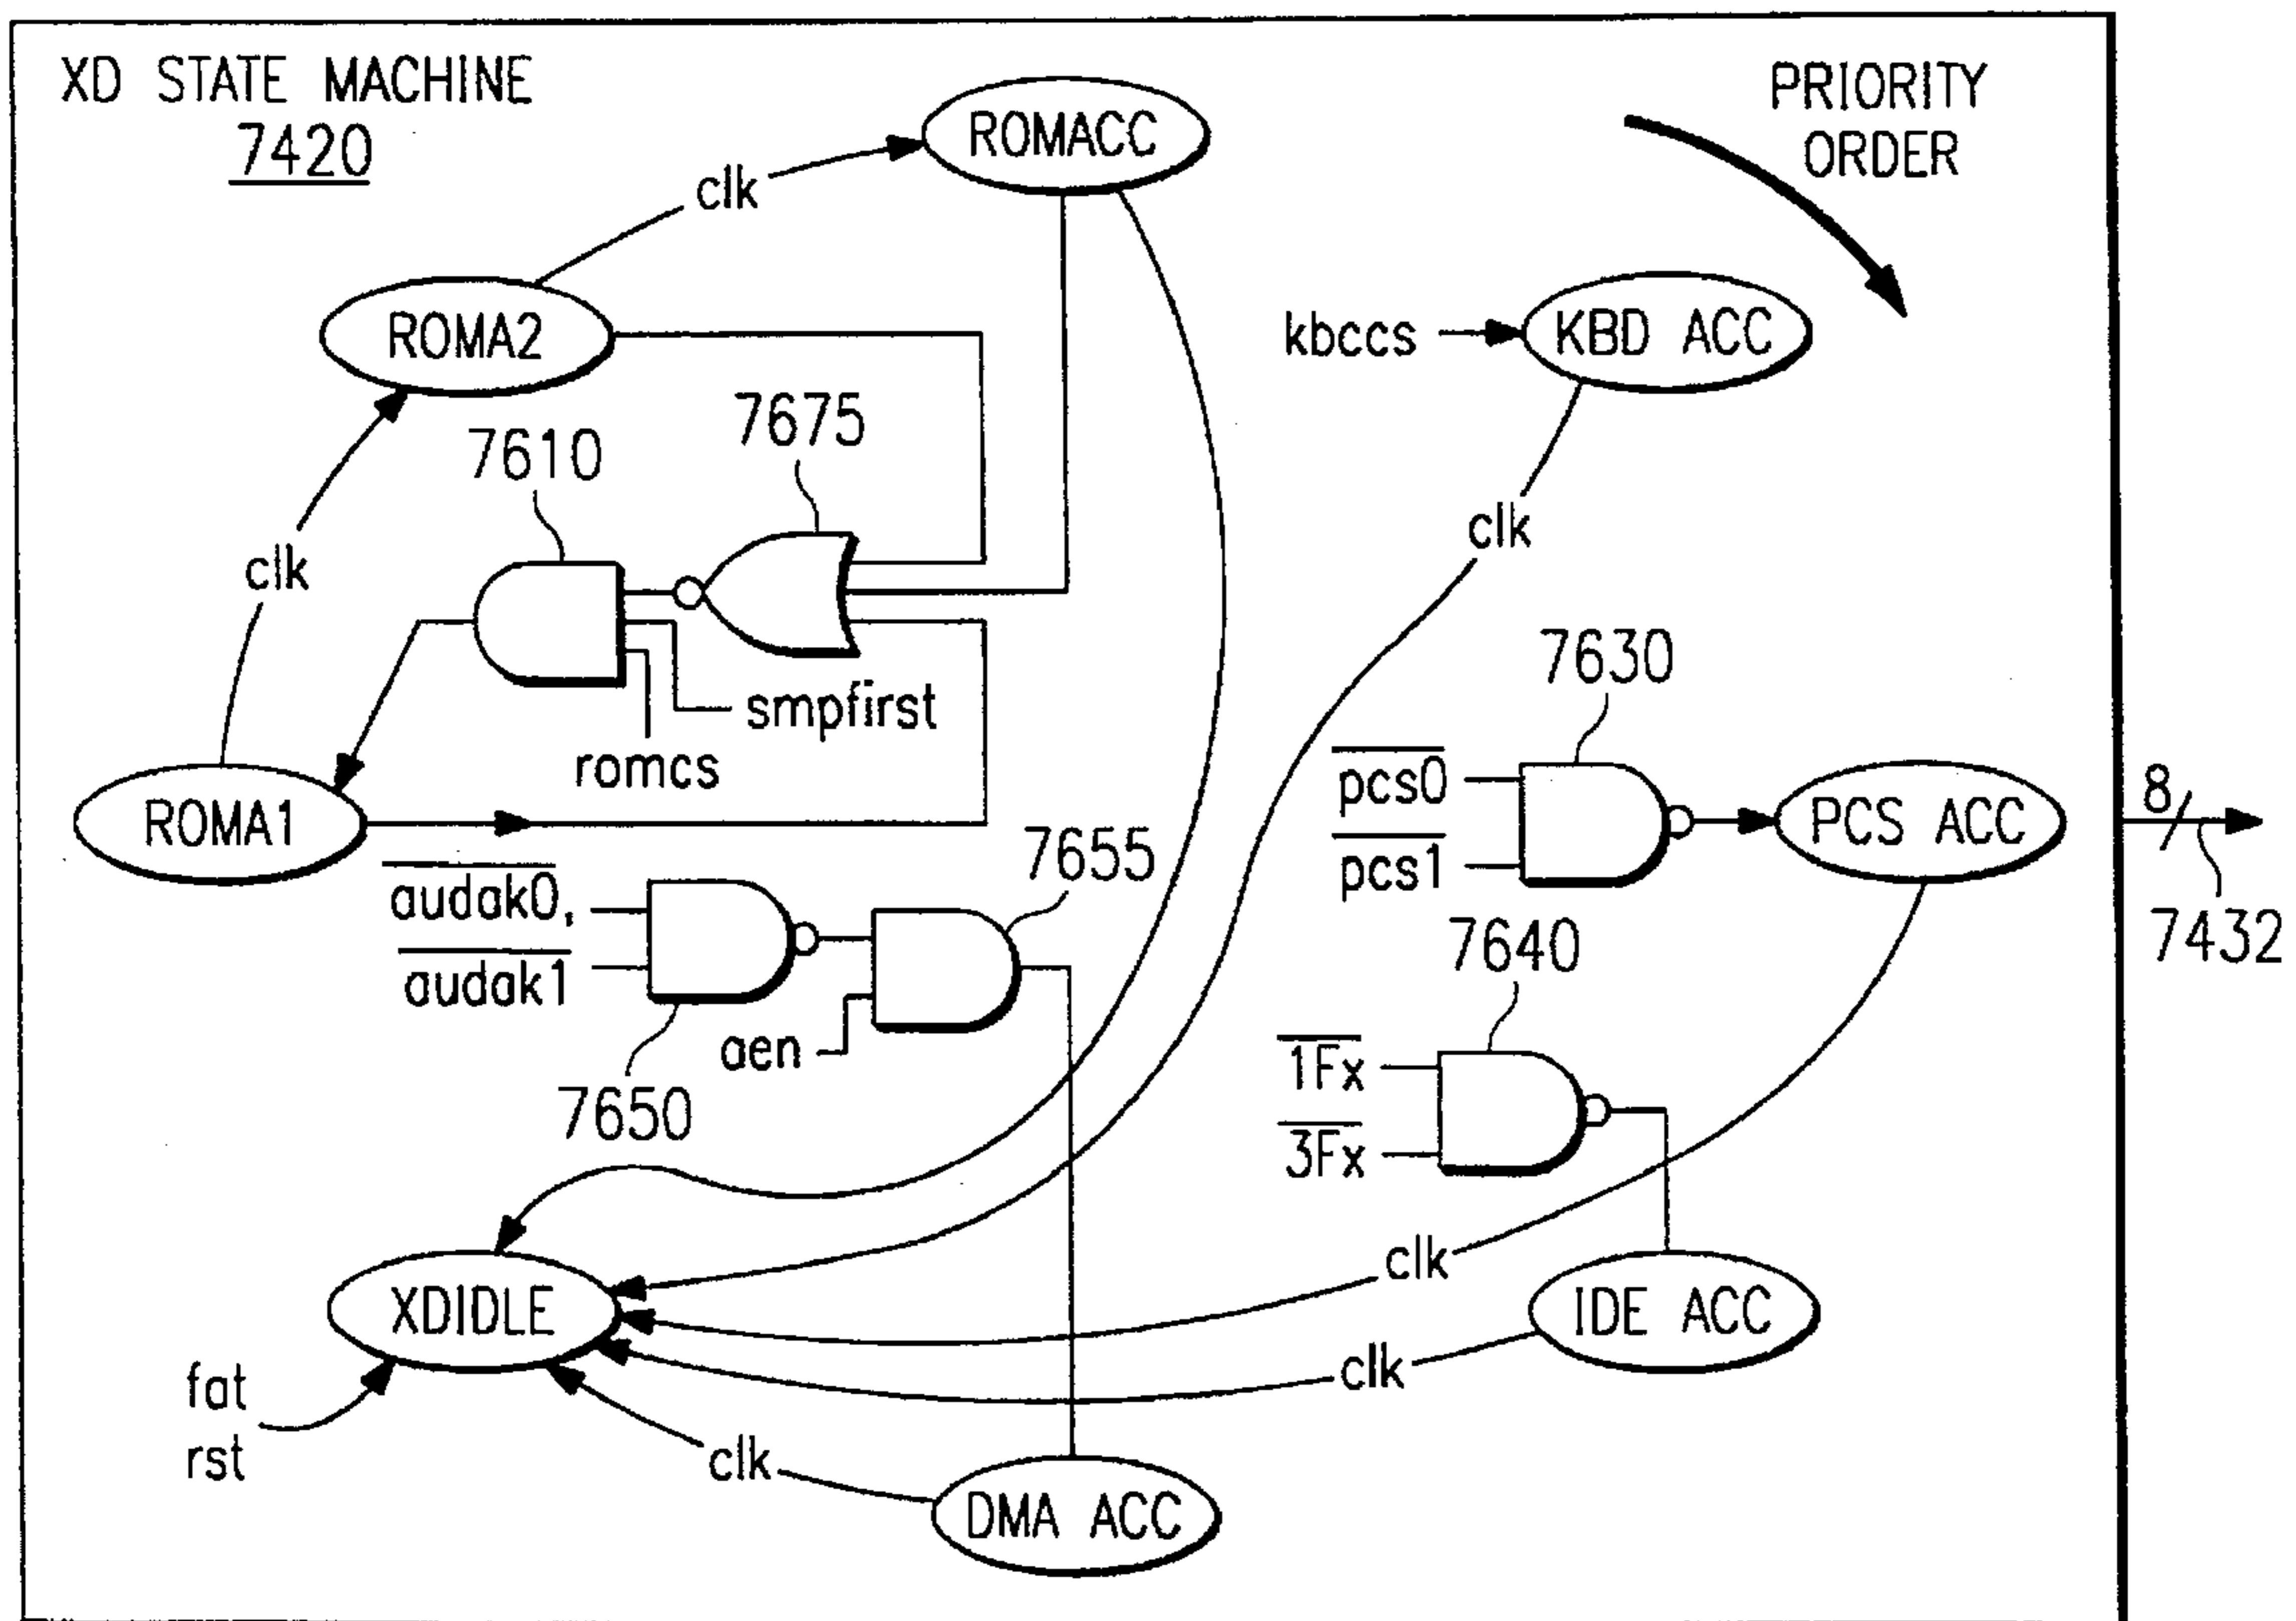 XD STATE MACHINE
7420
PRIORITY
ORDER
ROMACC
clk
ROMA2
kbccs
KBD ACC
7675
7610
clk
clk
smpfirst
romcs
7630
pcs0
pcs1
PCS ACC
8
7432
ROMA1
audak0,
audak1
7655
7640
aen
7650
1Fx
3Fx
clk
XDIDLE
IDE ACC
clk
fat
rst
clk
DMA ACC